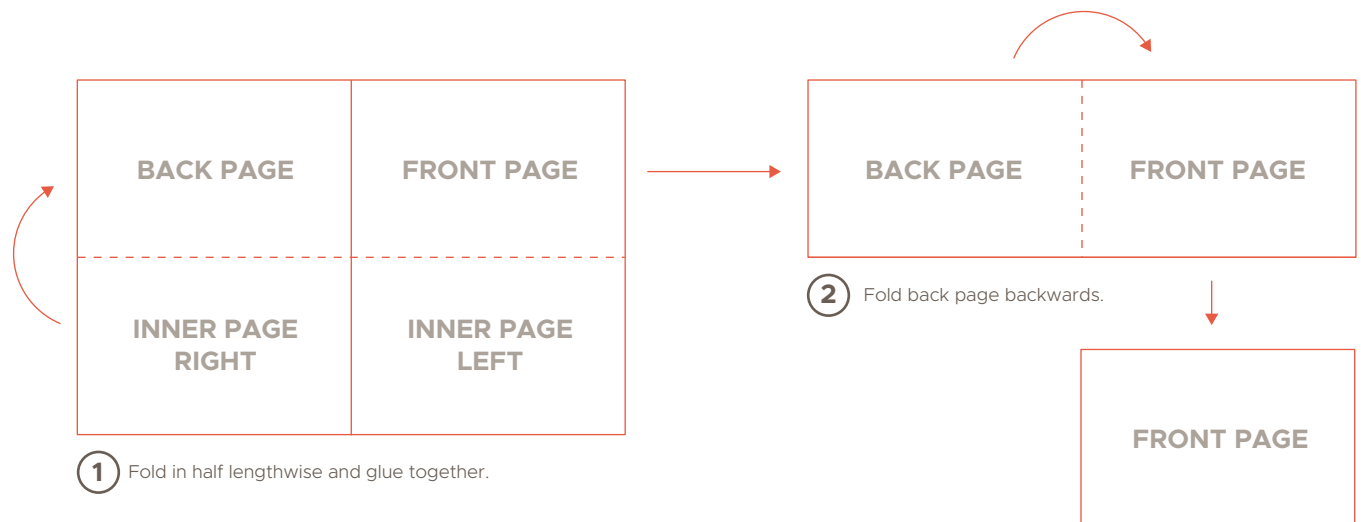 BACK PAGE
FRONT PAGE
INNER PAGE
RIGHT
INNER PAGE
LEFT
1 Fold in half lengthwise and glue together.
BACK PAGE
FRONT PAGE
2 Fold back page backwards.
FRONT PAGE